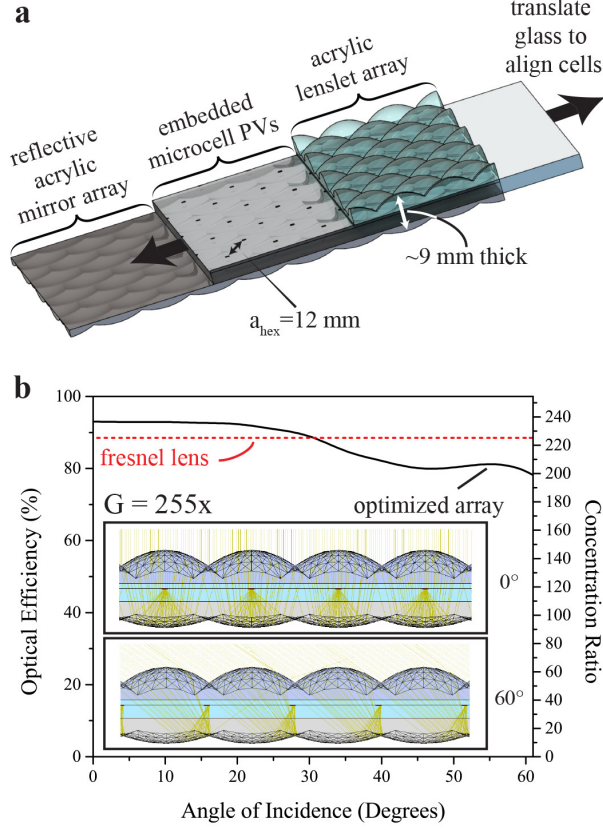 a
translate
glass to
align cells
acrylic
lenslet array
embedded
microcell PVs
reflective
acrylic
mirror array
~9 mm thick
a_hex=12 mm
b
100
80
60
40
20
0
Optical Efficiency (%)
240
220
200
180
160
140
120
100
80
60
40
20
0
Concentration Ratio
fresnel lens
optimized array
G = 255x
0°
60°
0 10 20 30 40 50 60
Angle of Incidence (Degrees)